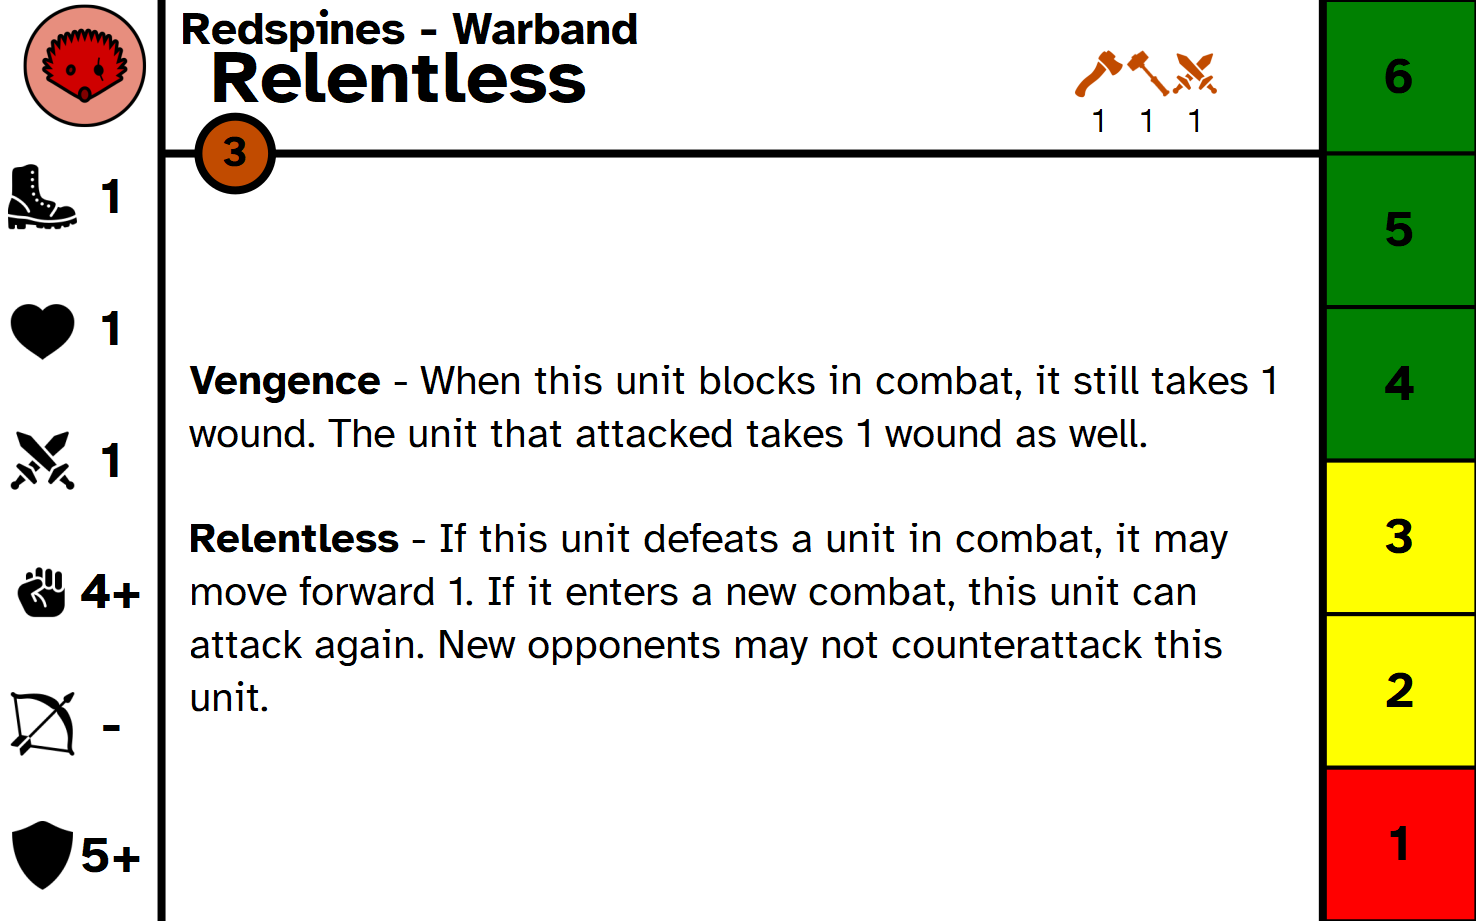 Redspines - Warband
Relentless
1 1 1
3
1
1
1
4+
-
5+
Vengence - When this unit blocks in combat, it still takes 1
wound. The unit that attacked takes 1 wound as well.
Relentless - If this unit defeats a unit in combat, it may
move forward 1. If it enters a new combat, this unit can
attack again. New opponents may not counterattack this
unit.
6
5
4
3
2
1